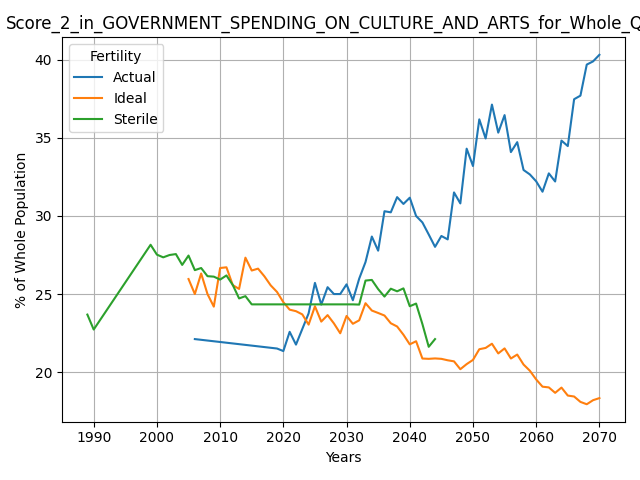 Score_2_in_GOVERNMENT_SPENDING_ON_CULTURE_AND_ARTS_for_Whole_Q
Fertility
Actual
Ideal
Sterile
% of Whole Population
40
35
30
25
20
1990 2000 2010 2020 2030 2040 2050 2060 2070
Years